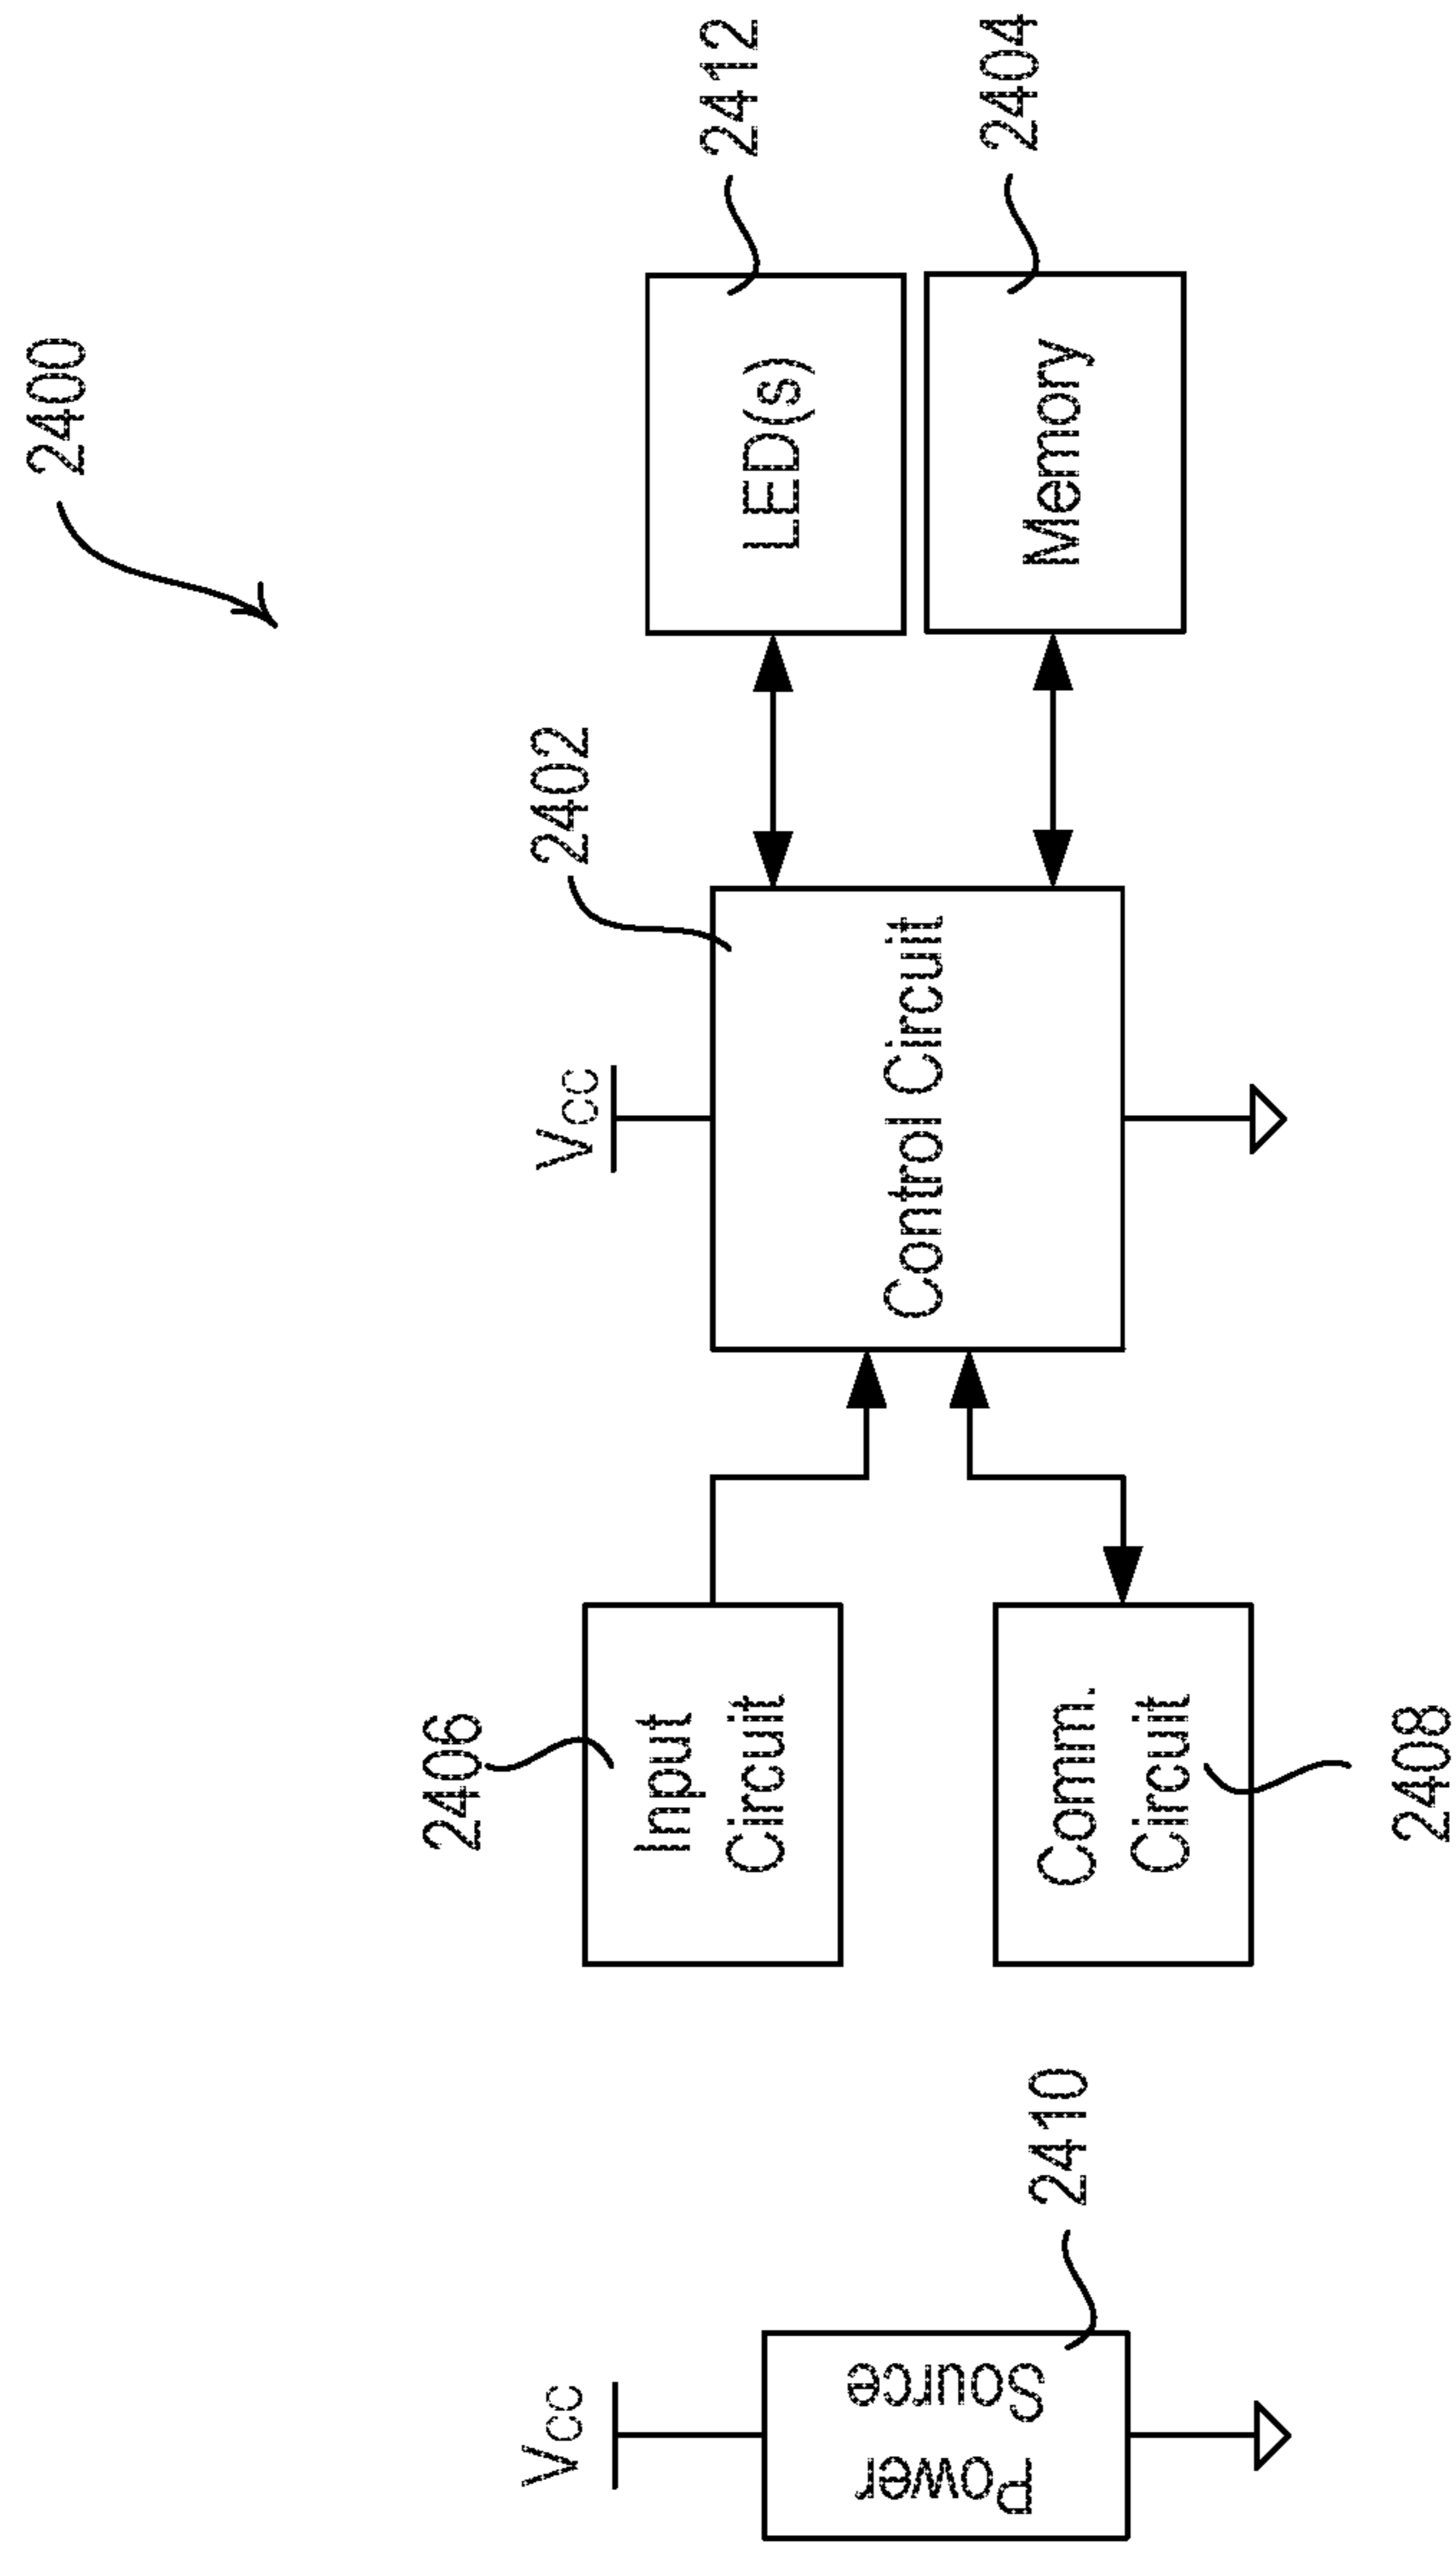 2400
VCC
Power
Source
2410
2406
Input
Circuit
Comm.
Circuit
2408
VCC
2402
Control Circuit
LED(s)
2412
Memory
2404